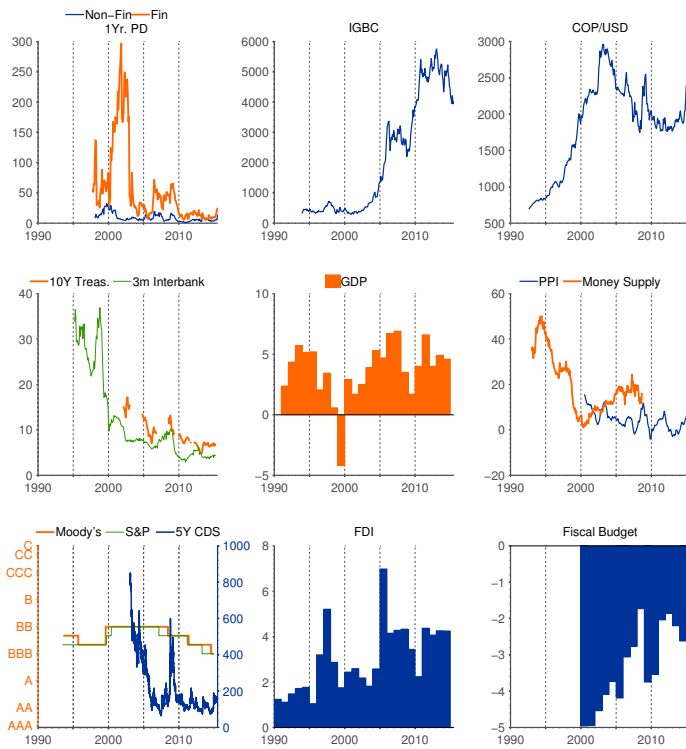 Non-Fin Fin
1Yr. PD
300
250
200
150
100
50
0
1990 2000 2010
IGBC
6000
5000
4000
3000
2000
1000
0
1990 2000 2010
COP/USD
3000
2500
2000
1500
1000
500
1990 2000 2010
10Y Treas. 3m Interbank
40
30
20
10
0
1990 2000 2010
GDP
10
5
0
−5
1990 2000 2010
PPI Money Supply
60
40
20
0
−20
1990 2000 2010
Moody's S&P 5Y CDS
C
CC
CCC
B
BB
BBB
A
AA
AAA
1000
800
600
400
200
0
1990 2000 2010
FDI
8
6
4
2
0
1990 2000 2010
Fiscal Budget
0
−1
−2
−3
−4
−5
1990 2000 2010